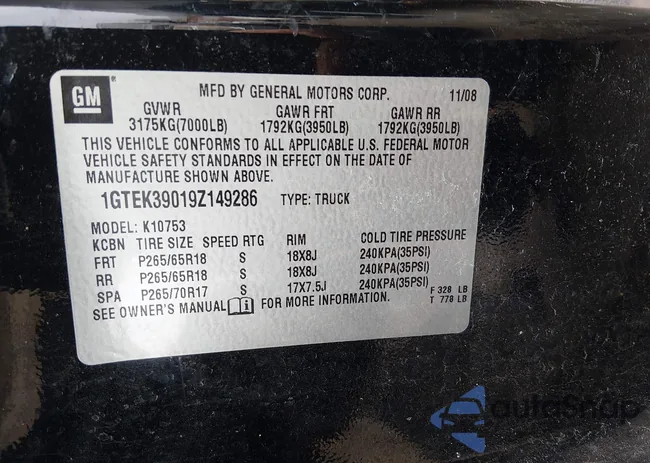 GM
MFD BY GENERAL MOTORS CORP. 11/08
GVWR GAWR FRT GAWR RR
3175KG(7000LB) 1792KG(3950LB) 1792KG(3950LB)
THIS VEHICLE CONFORMS TO ALL APPLICABLE U.S. FEDERAL MOTOR
VEHICLE SAFETY STANDARDS IN EFFECT ON THE DATE OF
MANUFACTURE SHOWN ABOVE.
1GTEK39019Z149286 TYPE: TRUCK
MODEL: K10753
KCBN TIRE SIZE SPEED RTG RIM COLD TIRE PRESSURE
FRT P265/65R18 S 18X8J 240KPA(35PSI)
RR P265/65R18 S 18X8J 240KPA(35PSI)
SPA P265/70R17 S 17X7.5J 240KPA(35PSI) F 328 LB
SEE OWNER'S MANUAL FOR MORE INFORMATION. T 778 LB
autoSnap